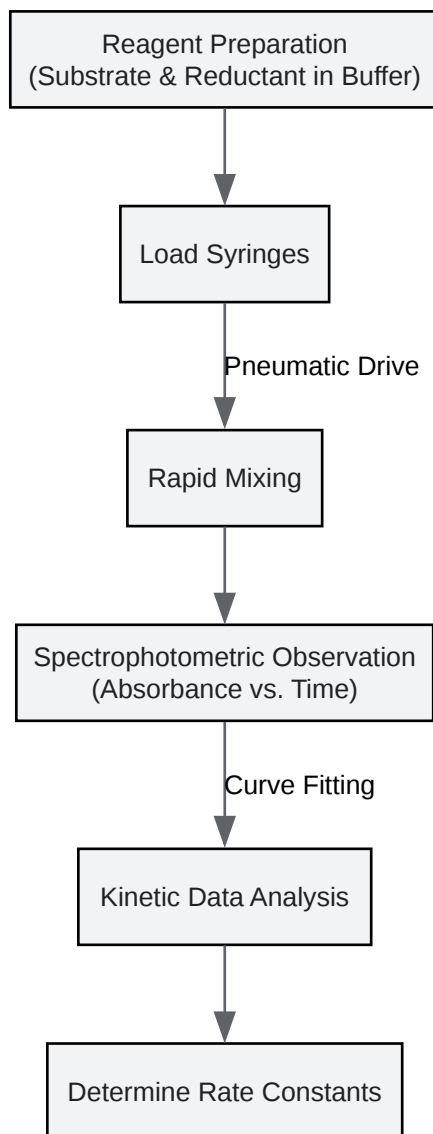 Reagent Preparation
(Substrate & Reductant in Buffer)
Load Syringes
Pneumatic Drive
Rapid Mixing
Spectrophotometric Observation
(Absorbance vs. Time)
Curve Fitting
Kinetic Data Analysis
Determine Rate Constants